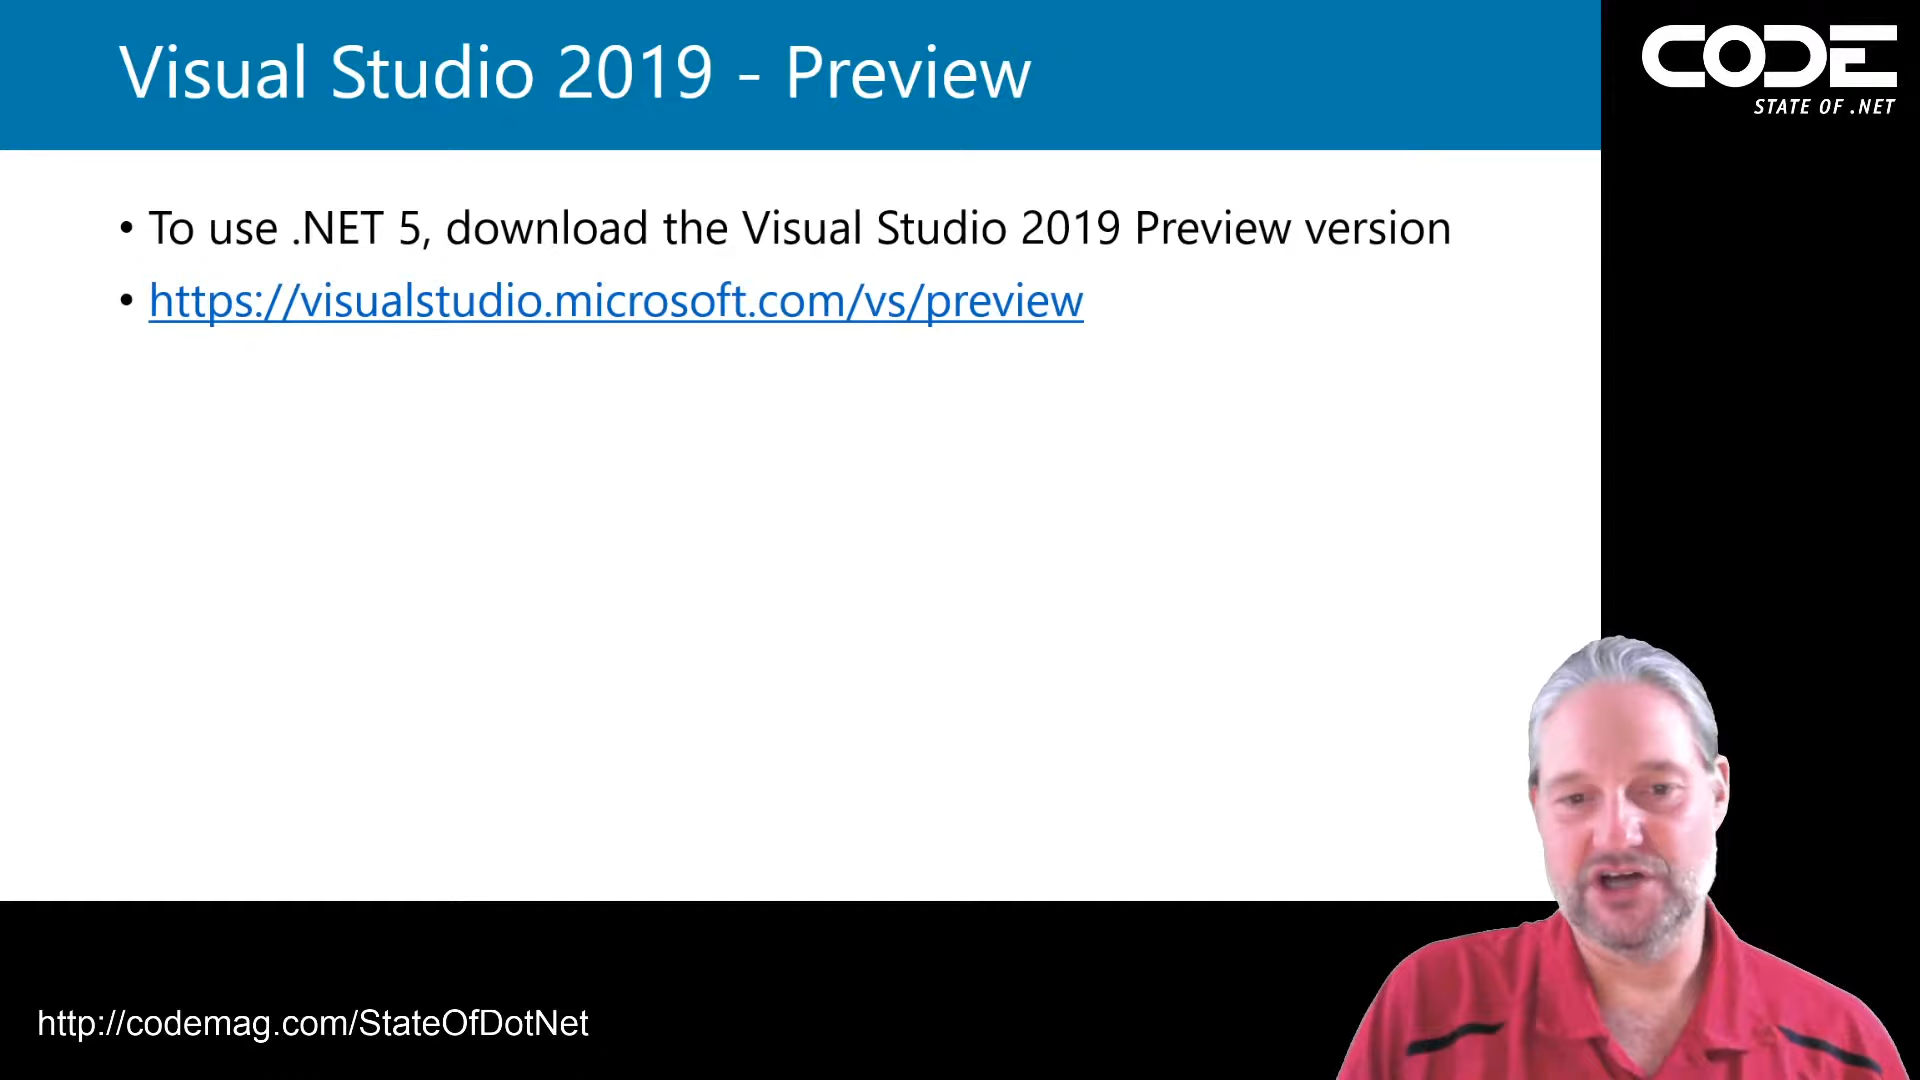 Visual Studio 2019 - Preview
CODE
STATE OF .NET
• To use .NET 5, download the Visual Studio 2019 Preview version
• https://visualstudio.microsoft.com/vs/preview
http://codemag.com/StateOfDotNet